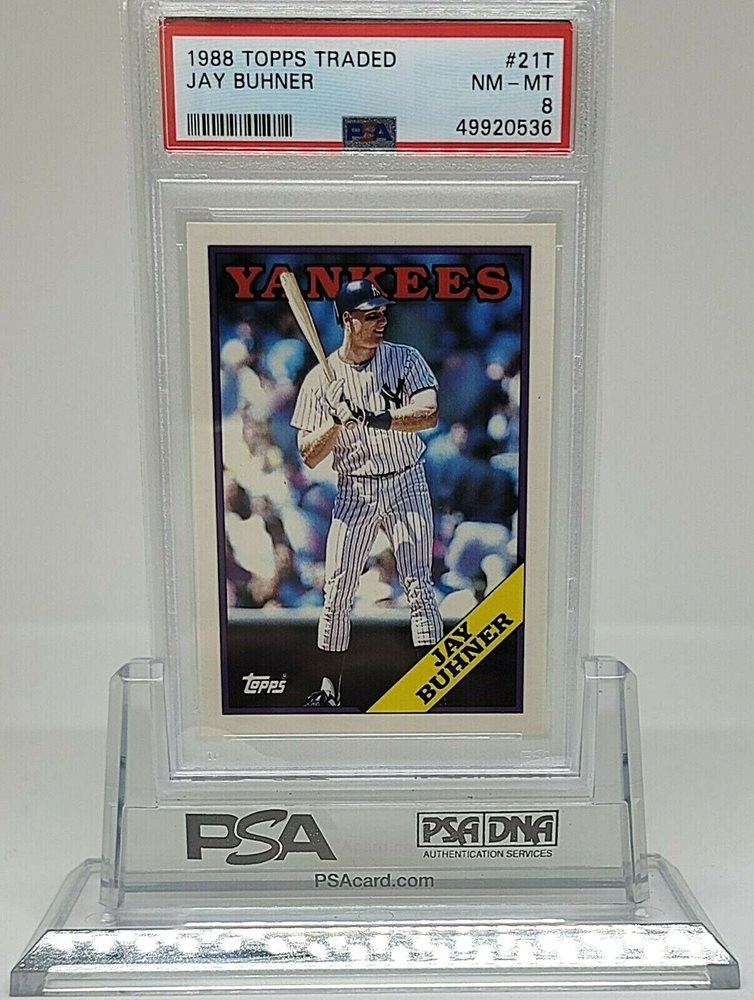 1988 TOPPS TRADED #21T
JAY BUHNER NM-MT
8
PSA 49920536
YANKEES
NY
JAY
BUHNER
Topps
PSA PSA DNA
AUTHENTICATION SERVICES
PSAcard.com